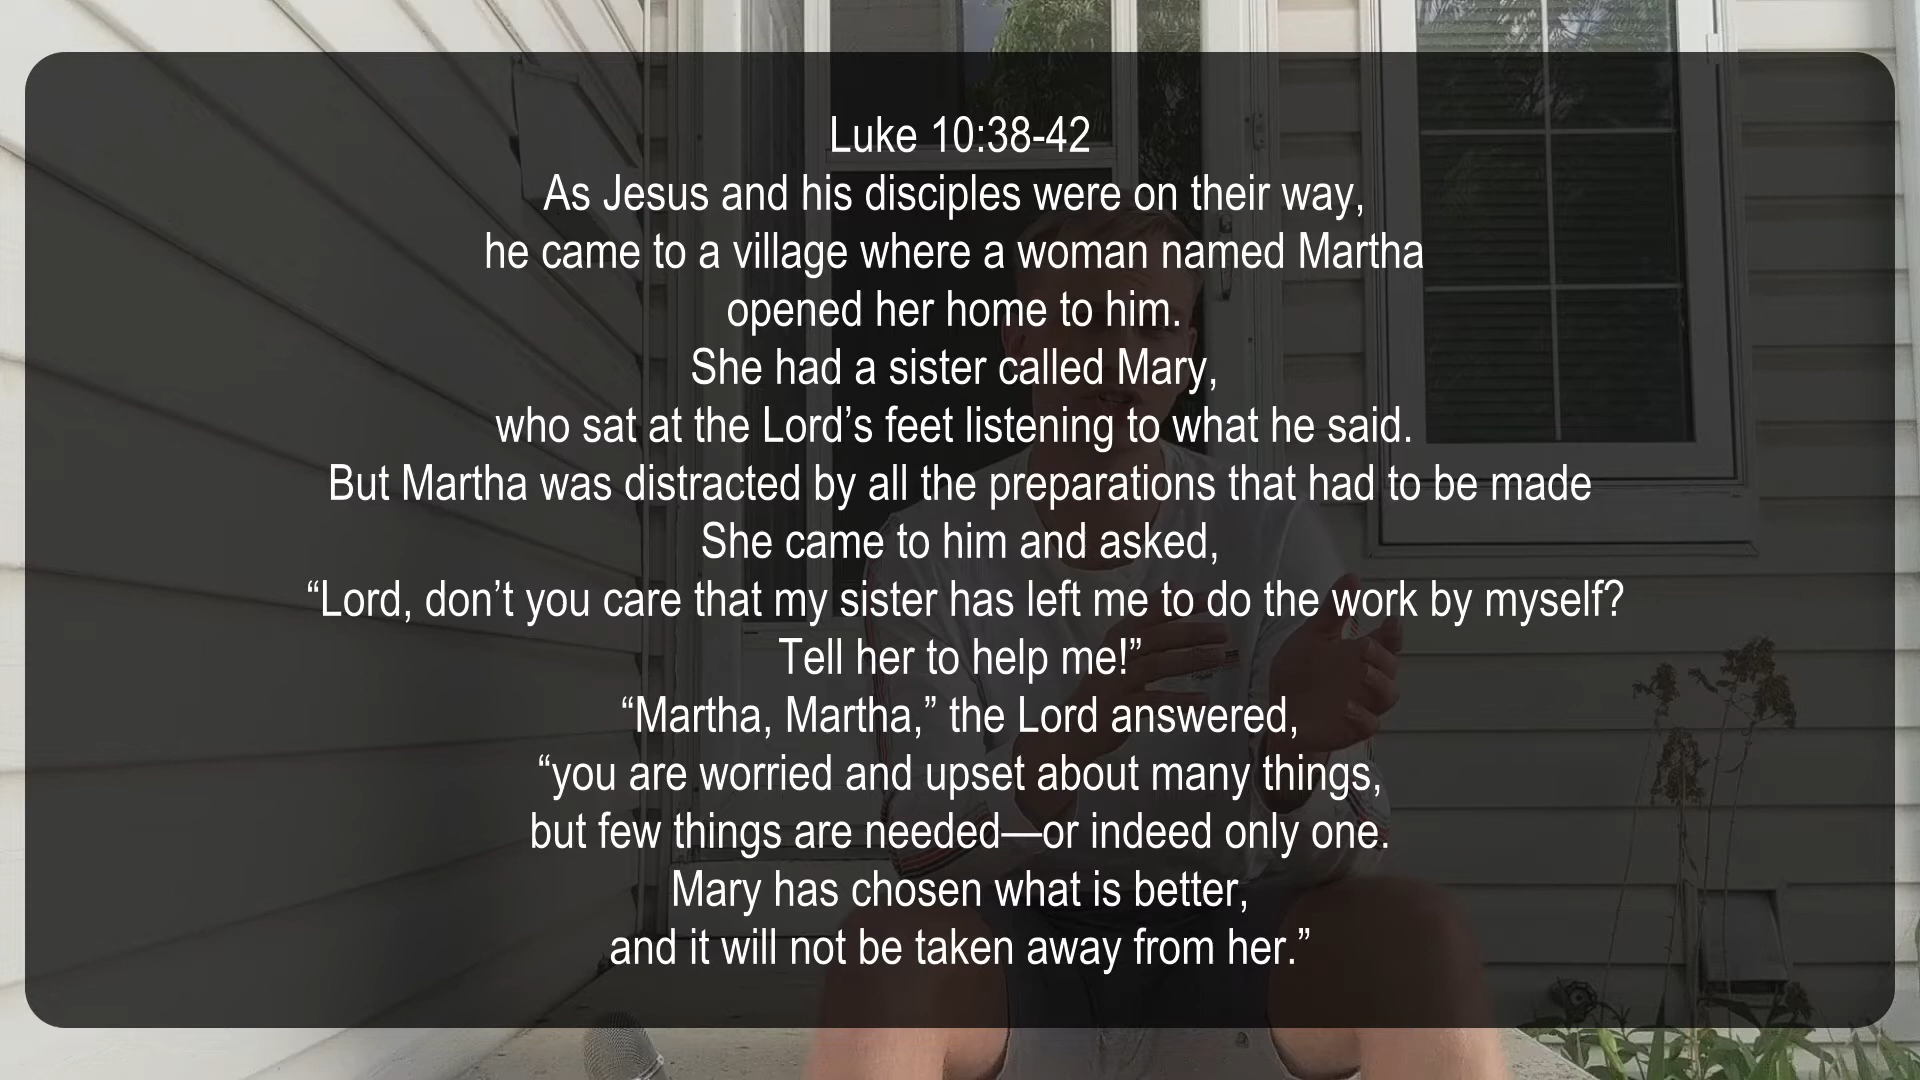 Luke 10:38-42
As Jesus and his disciples were on their way,
he came to a village where a woman named Martha
opened her home to him.
She had a sister called Mary,
who sat at the Lord’s feet listening to what he said.
But Martha was distracted by all the preparations that had to be made
She came to him and asked,
“Lord, don’t you care that my sister has left me to do the work by myself?
Tell her to help me!”
“Martha, Martha,” the Lord answered,
“you are worried and upset about many things,
but few things are needed—or indeed only one.
Mary has chosen what is better,
and it will not be taken away from her.”